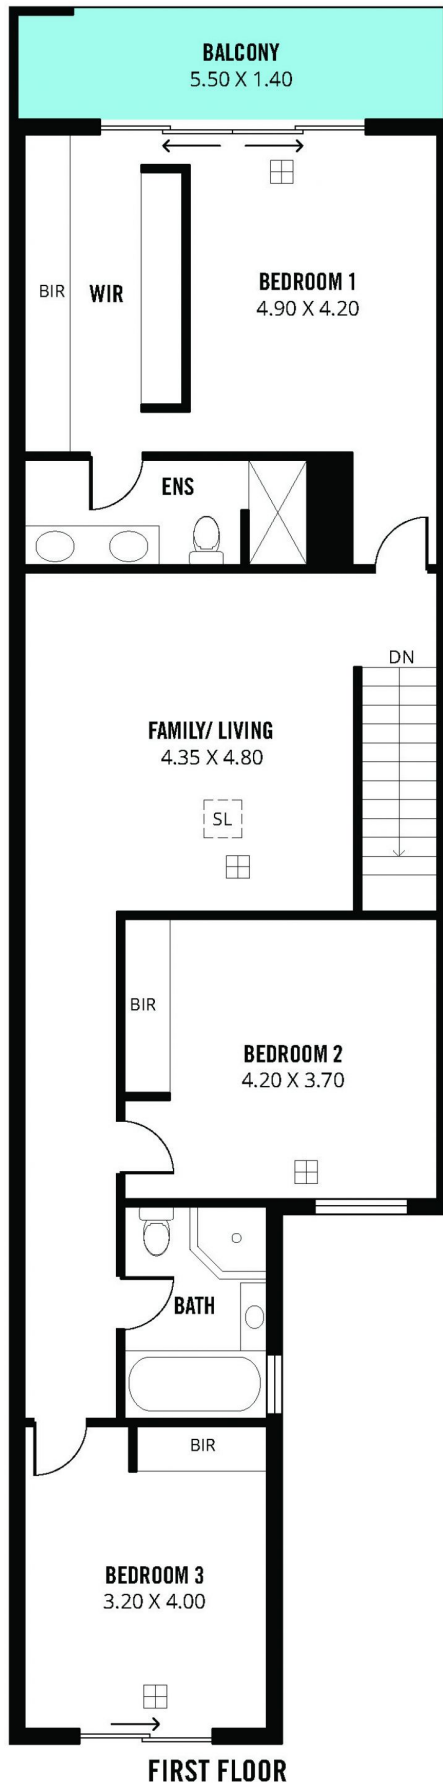 BALCONY
5.50 X 1.40
BEDROOM 1
4.90 X 4.20
BIR
WIR
ENS
DN
FAMILY/ LIVING
4.35 X 4.80
SL
BIR
BEDROOM 2
4.20 X 3.70
BATH
BIR
BEDROOM 3
3.20 X 4.00
FIRST FLOOR